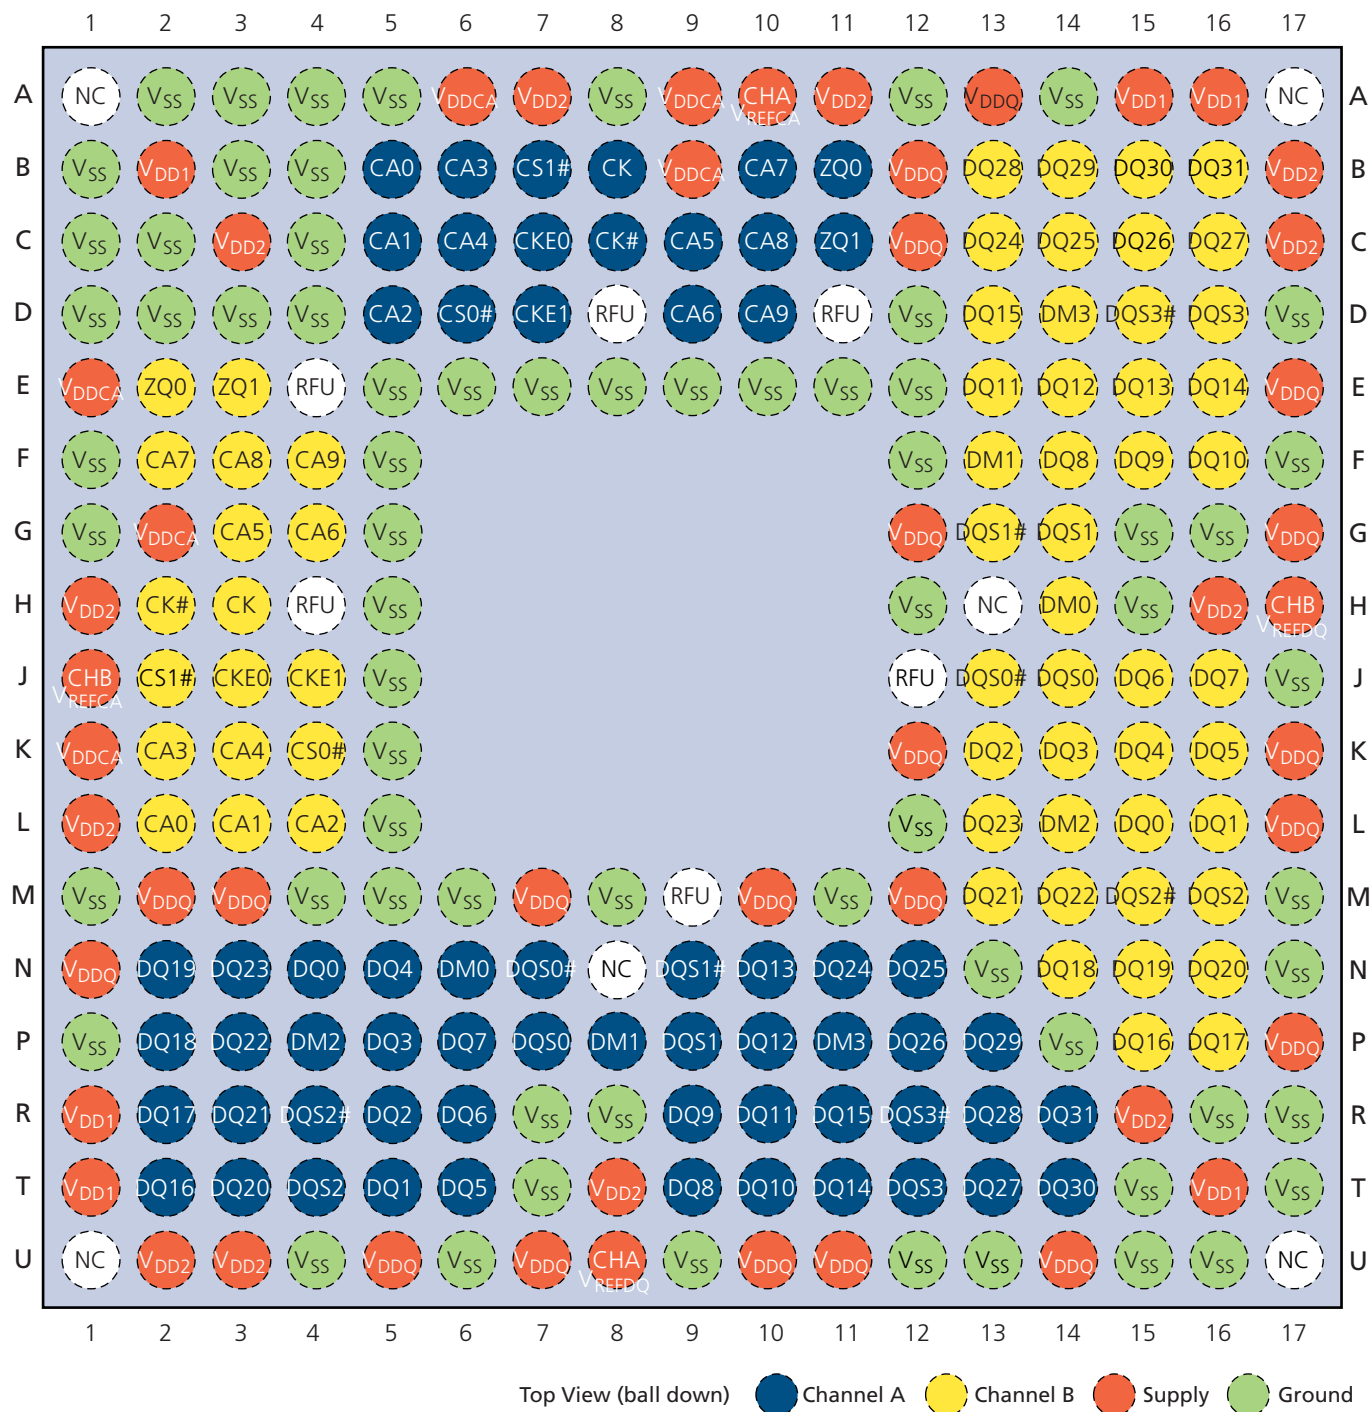 1 2 3 4 5 6 7 8 9 10 11 12 13 14 15 16 17
A NC VSS VSS VSS VSS VDDCA VDD2 VSS VDDCA CHA VREFCA VDD2 VSS VDDQ VSS VDD1 VDD1 NC A
B VSS VDD1 VSS VSS CA0 CA3 CS1# CK VDDCA CA7 ZQ0 VDDQ DQ28 DQ29 DQ30 DQ31 VDD2 B
C VSS VSS VDD2 VSS CA1 CA4 CKE0 CK# CA5 CA8 ZQ1 VDDQ DQ24 DQ25 DQ26 DQ27 VDD2 C
D VSS VSS VSS VSS CA2 CS0# CKE1 RFU CA6 CA9 RFU VSS DQ15 DM3 DQS3# DQS3 VSS D
E VDDCA ZQ0 ZQ1 RFU VSS VSS VSS VSS VSS VSS VSS VSS DQ11 DQ12 DQ13 DQ14 VDDQ E
F VSS CA7 CA8 CA9 VSS VSS DM1 DQ8 DQ9 DQ10 VSS F
G VSS VDDCA CA5 CA6 VSS VDDQ DQS1# DQS1 VSS VSS VDDQ G
H VDD2 CK# CK RFU VSS VSS NC DM0 VSS VDD2 CHB VREFDQ H
J CHB VREFCA CS1# CKE0 CKE1 VSS RFU DQS0# DQS0 DQ6 DQ7 VSS J
K VDDCA CA3 CA4 CS0# VSS VDDQ DQ2 DQ3 DQ4 DQ5 VDDQ K
L VDD2 CA0 CA1 CA2 VSS VSS DQ23 DM2 DQ0 DQ1 VDDQ L
M VSS VDDQ VDDQ VSS VSS VSS VDDQ VSS RFU VDDQ VSS VDDQ DQ21 DQ22 DQS2# DQS2 VSS M
N VDDQ DQ19 DQ23 DQ0 DQ4 DM0 DQS0# NC DQS1# DQ13 DQ24 DQ25 VSS DQ18 DQ19 DQ20 VSS N
P VSS DQ18 DQ22 DM2 DQ3 DQ7 DQS0 DM1 DQS1 DQ12 DM3 DQ26 DQ29 VSS DQ16 DQ17 VDDQ P
R VDD1 DQ17 DQ21 DQS2# DQ2 DQ6 VSS VSS DQ9 DQ11 DQ15 DQS3# DQ28 DQ31 VDD2 VSS VSS R
T VDD1 DQ16 DQ20 DQS2 DQ1 DQ5 VSS VDD2 DQ8 DQ10 DQ14 DQS3 DQ27 DQ30 VSS VDD1 VSS T
U NC VDD2 VDD2 VSS VDDQ VSS VDDQ CHA VREFDQ VSS VDDQ VDDQ VSS VSS VDDQ VSS VSS NC U
1 2 3 4 5 6 7 8 9 10 11 12 13 14 15 16 17
Top View (ball down) Channel A Channel B Supply Ground